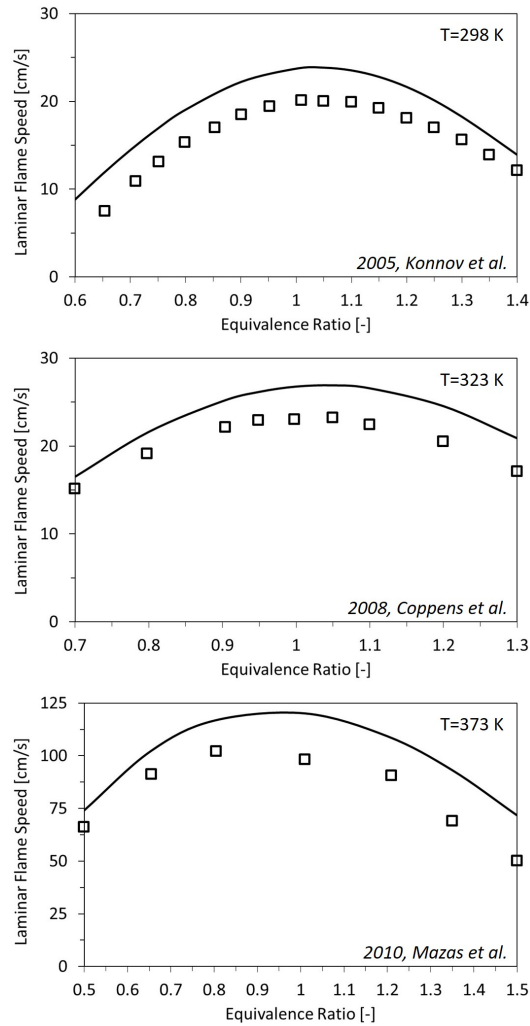 30
T=298 K
20
10
0
Laminar Flame Speed [cm/s]
2005, Konnov et al.
0.6 0.7 0.8 0.9 1 1.1 1.2 1.3 1.4
Equivalence Ratio [-]
30
T=323 K
20
10
0
Laminar Flame Speed [cm/s]
2008, Coppens et al.
0.7 0.8 0.9 1 1.1 1.2 1.3
Equivalence Ratio [-]
125
T=373 K
100
75
50
25
0
Laminar Flame Speed [cm/s]
2010, Mazas et al.
0.5 0.6 0.7 0.8 0.9 1 1.1 1.2 1.3 1.4 1.5
Equivalence Ratio [-]